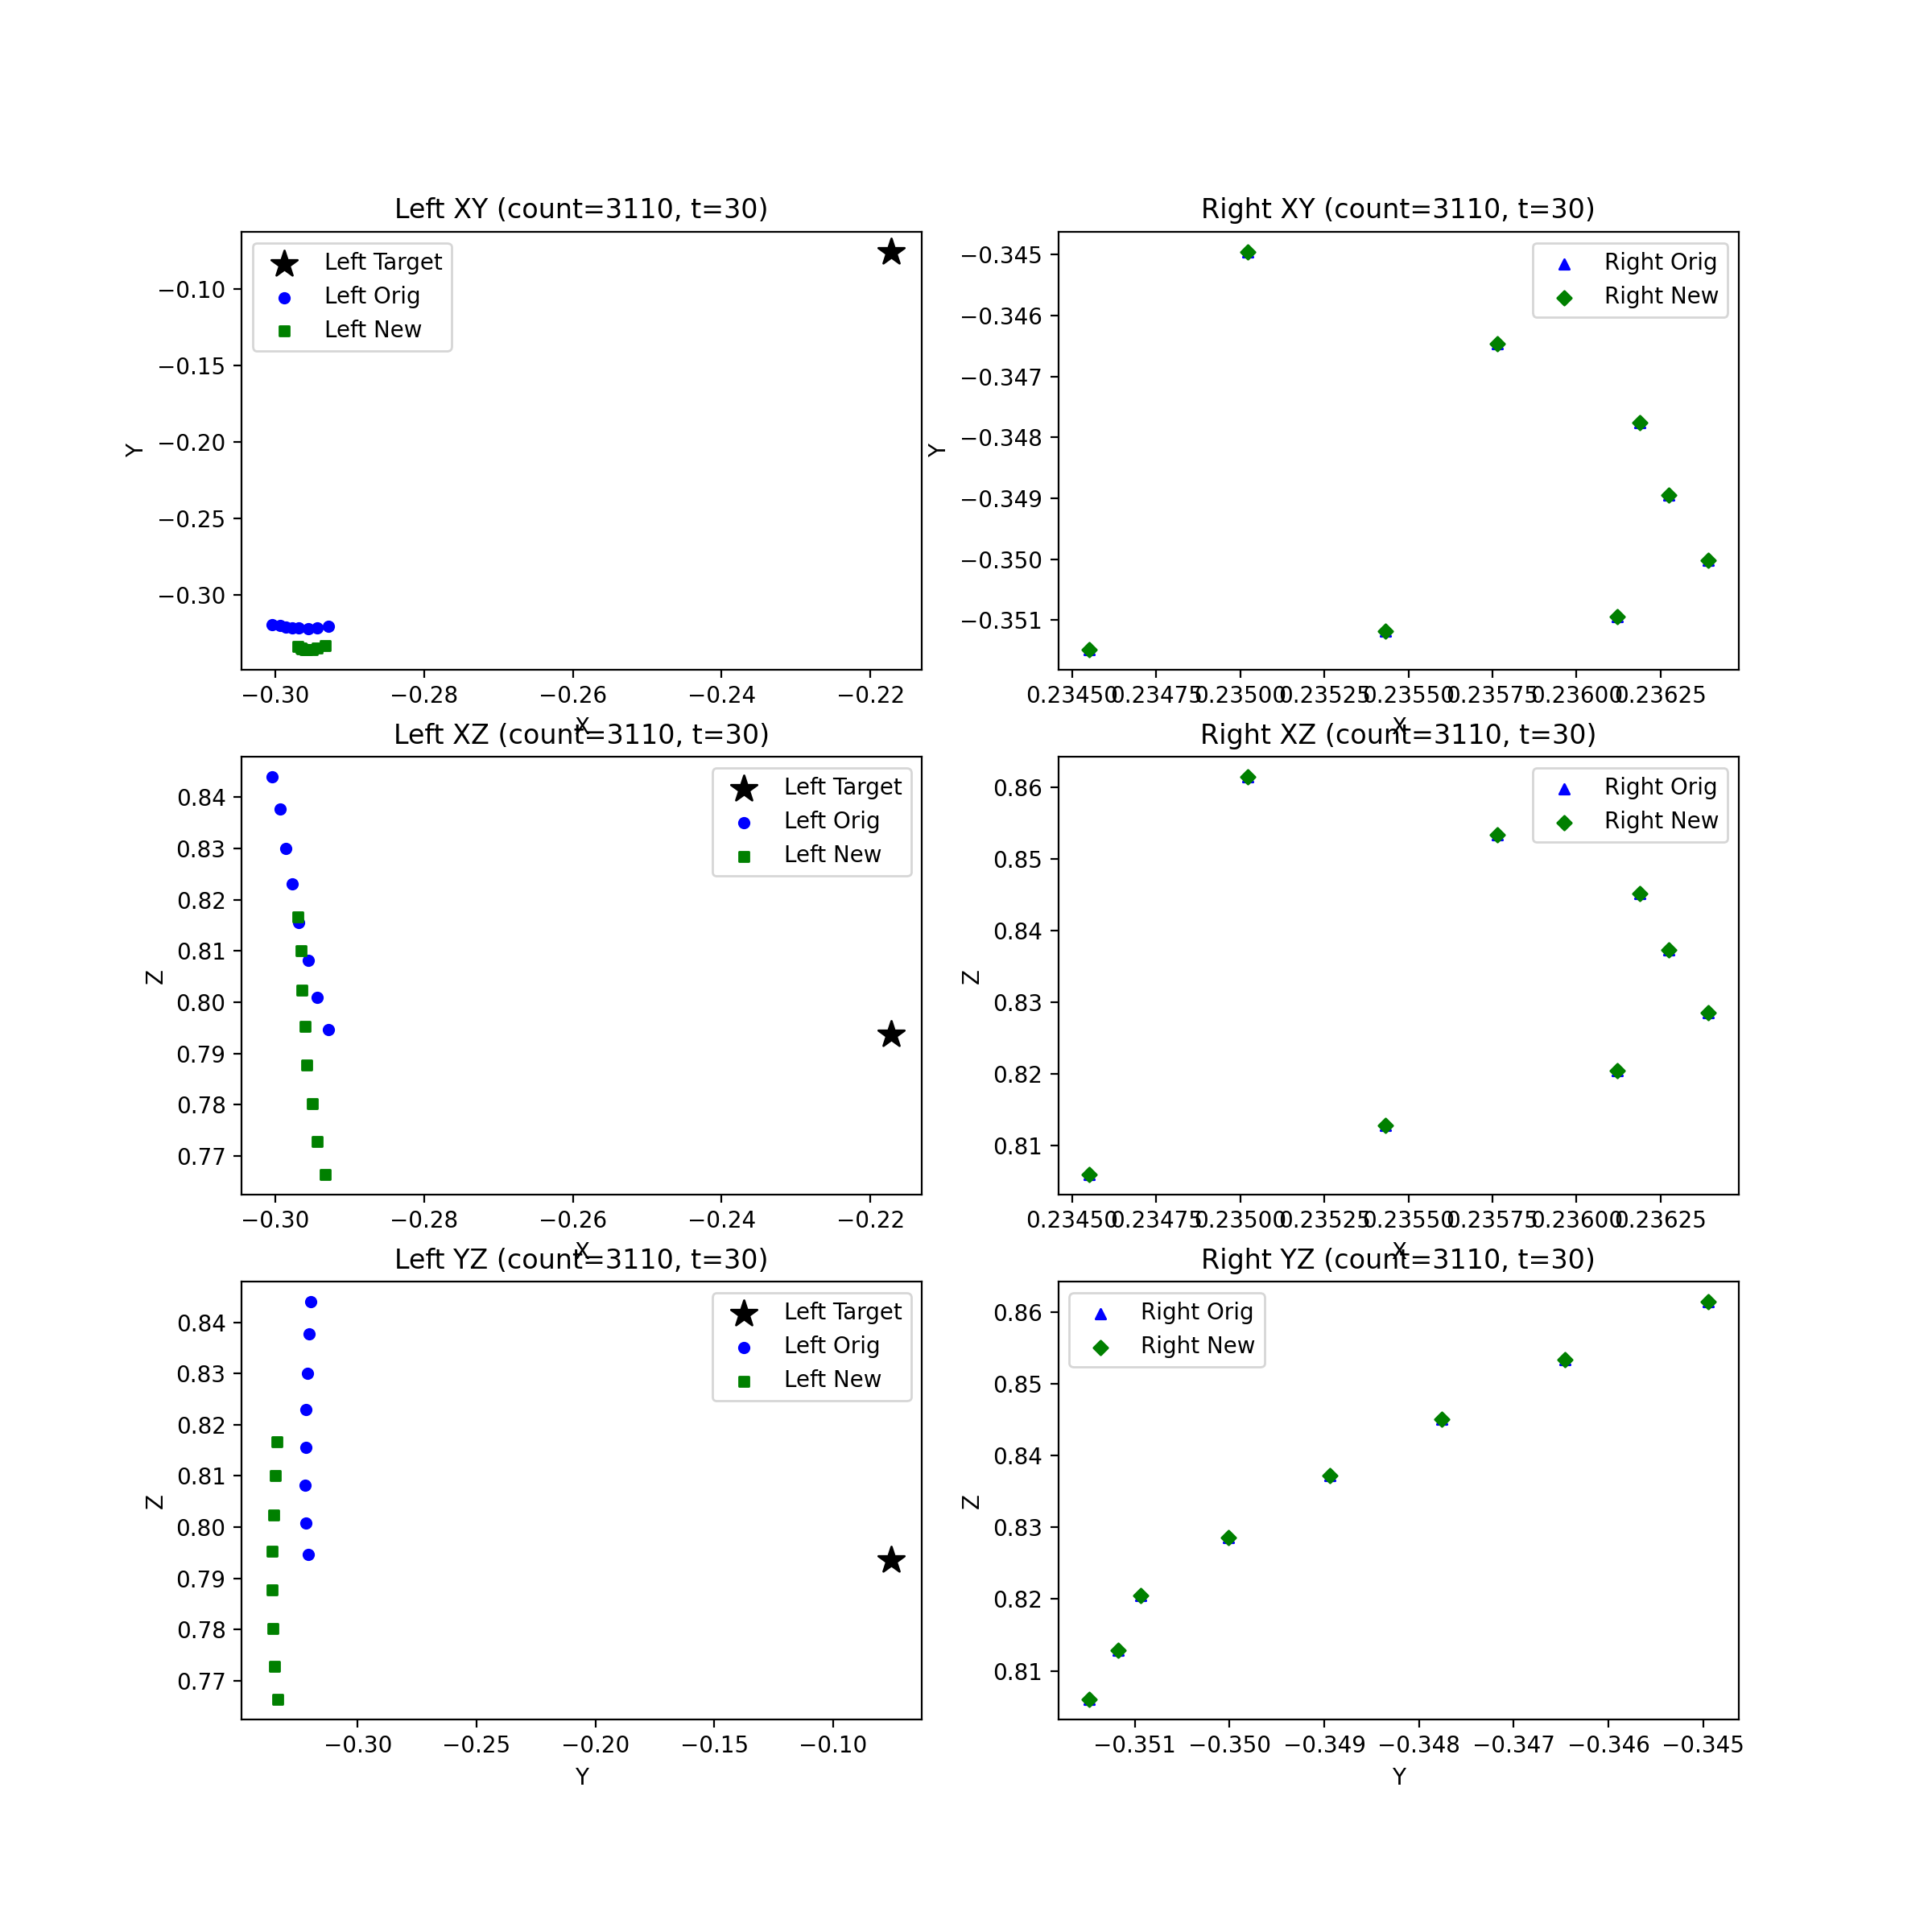 Left XY (count=3110, t=30)
Left Target
Left Orig
Left New
−0.10
−0.15
−0.20
−0.25
−0.30
Y
−0.30 −0.28 −0.26 −0.24 −0.22
X
Right XY (count=3110, t=30)
Right Orig
Right New
−0.345
−0.346
−0.347
−0.348
−0.349
−0.350
−0.351
Y
0.23450 0.23475 0.23500 0.23525 0.23550 0.23575 0.23600 0.23625
X
Left XZ (count=3110, t=30)
Left Target
Left Orig
Left New
0.84
0.83
0.82
0.81
0.80
0.79
0.78
0.77
Z
−0.30 −0.28 −0.26 −0.24 −0.22
X
Right XZ (count=3110, t=30)
Right Orig
Right New
0.86
0.85
0.84
0.83
0.82
0.81
Z
0.23450 0.23475 0.23500 0.23525 0.23550 0.23575 0.23600 0.23625
X
Left YZ (count=3110, t=30)
Left Target
Left Orig
Left New
0.84
0.83
0.82
0.81
0.80
0.79
0.78
0.77
Z
−0.30 −0.25 −0.20 −0.15 −0.10
Y
Right YZ (count=3110, t=30)
Right Orig
Right New
0.86
0.85
0.84
0.83
0.82
0.81
Z
−0.351 −0.350 −0.349 −0.348 −0.347 −0.346 −0.345
Y